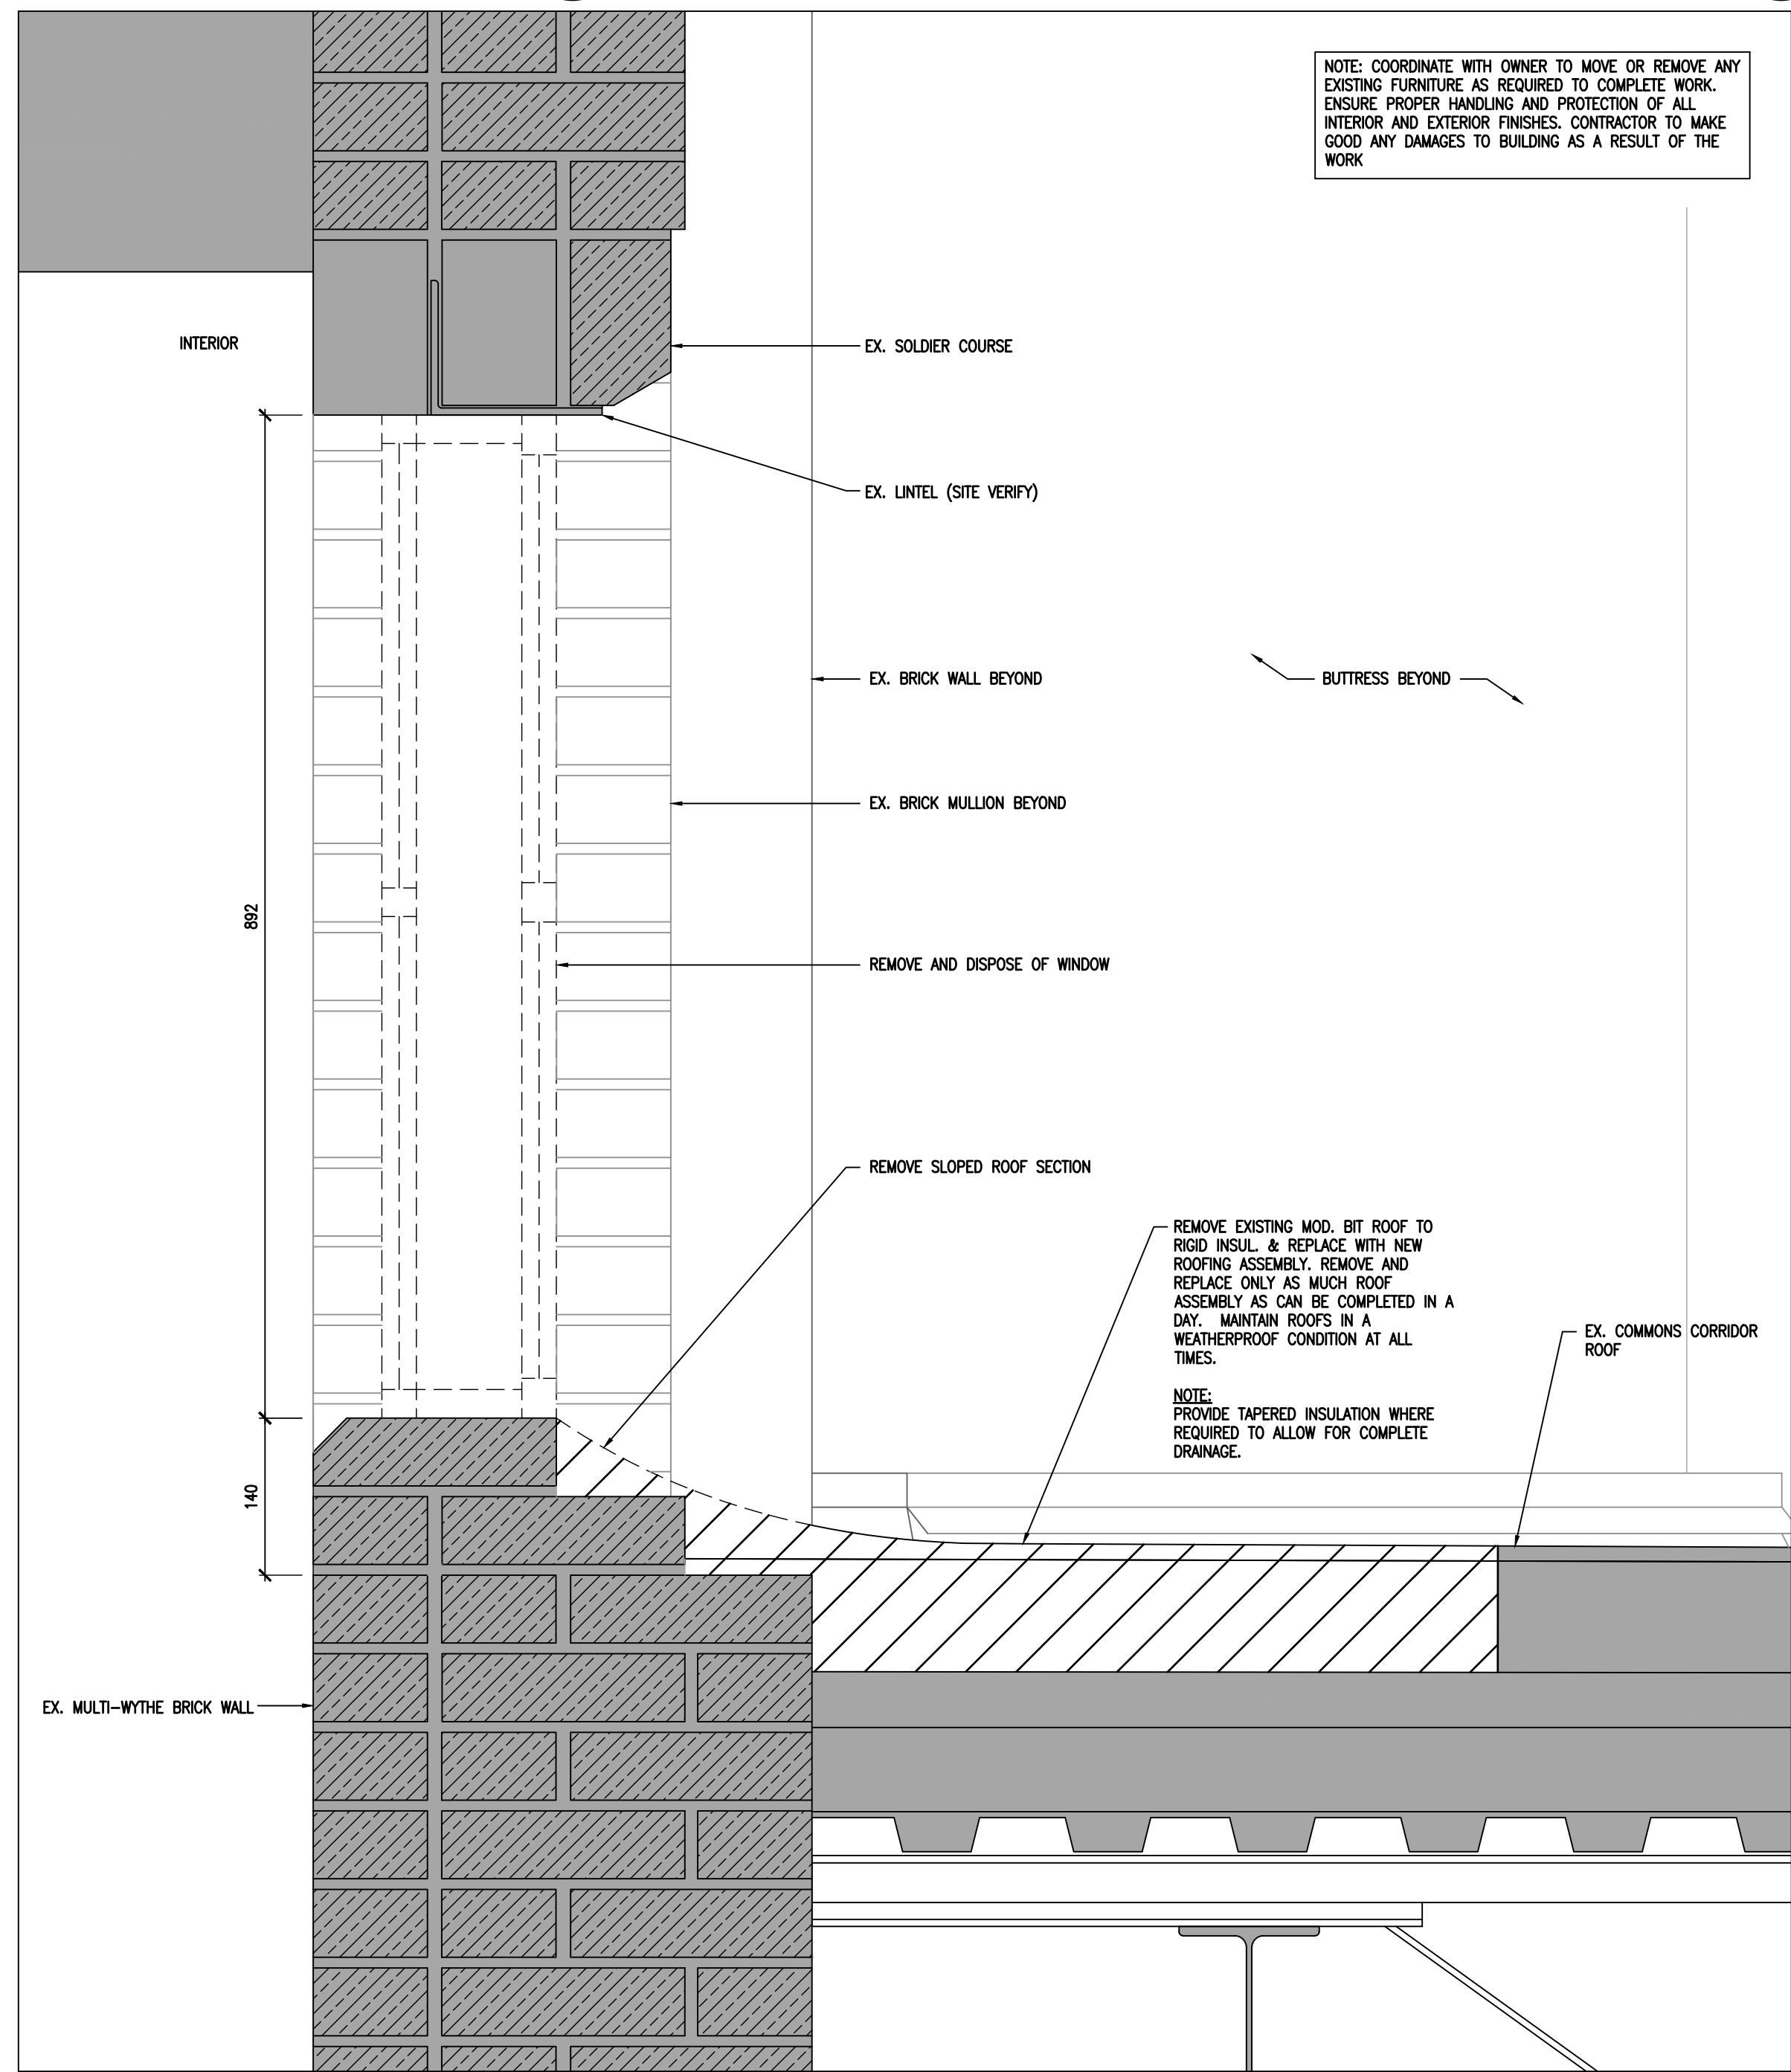 NOTE: COORDINATE WITH OWNER TO MOVE OR REMOVE ANY
EXISTING FURNITURE AS REQUIRED TO COMPLETE WORK.
ENSURE PROPER HANDLING AND PROTECTION OF ALL
INTERIOR AND EXTERIOR FINISHES. CONTRACTOR TO MAKE
GOOD ANY DAMAGES TO BUILDING AS A RESULT OF THE
WORK
INTERIOR
EX. SOLDIER COURSE
EX. LINTEL (SITE VERIFY)
EX. BRICK WALL BEYOND
BUTTRESS BEYOND
EX. BRICK MULLION BEYOND
892
REMOVE AND DISPOSE OF WINDOW
REMOVE SLOPED ROOF SECTION
REMOVE EXISTING MOD. BIT ROOF TO
RIGID INSUL. & REPLACE WITH NEW
ROOFING ASSEMBLY. REMOVE AND
REPLACE ONLY AS MUCH ROOF
ASSEMBLY AS CAN BE COMPLETED IN A
DAY. MAINTAIN ROOFS IN A
WEATHERPROOF CONDITION AT ALL
TIMES.
NOTE:
PROVIDE TAPERED INSULATION WHERE
REQUIRED TO ALLOW FOR COMPLETE
DRAINAGE.
EX. COMMONS CORRIDOR
ROOF
140
EX. MULTI-WYTHE BRICK WALL